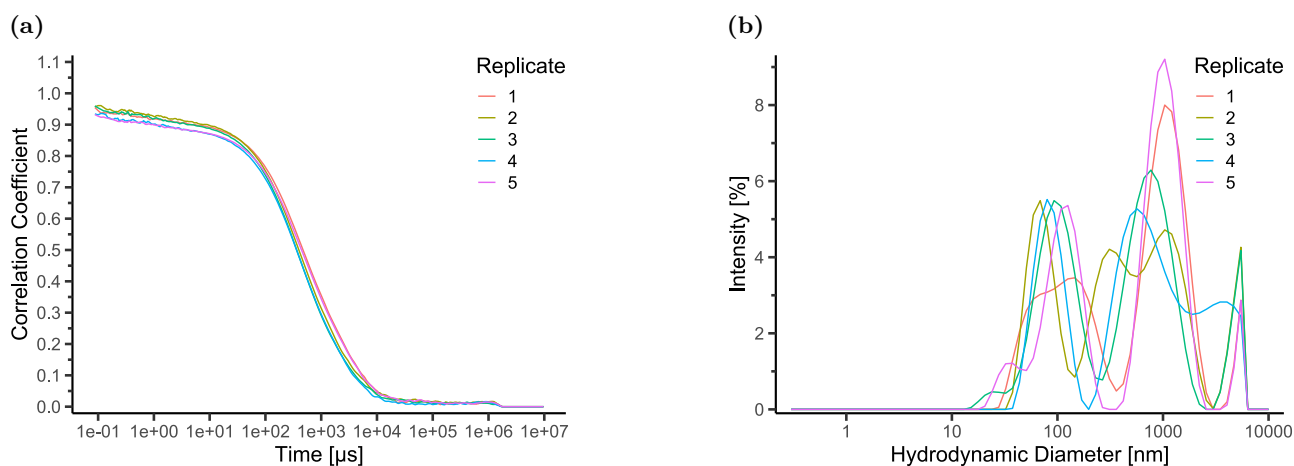 (a)
Correlation Coefficient
1.1
1.0
0.9
0.8
0.7
0.6
0.5
0.4
0.3
0.2
0.1
0.0
1e-01 1e+00 1e+01 1e+02 1e+03 1e+04 1e+05 1e+06 1e+07
Time [µs]
Replicate
1
2
3
4
5
(b)
Intensity [%]
8
6
4
2
0
1 10 100 1000 10000
Hydrodynamic Diameter [nm]
Replicate
1
2
3
4
5